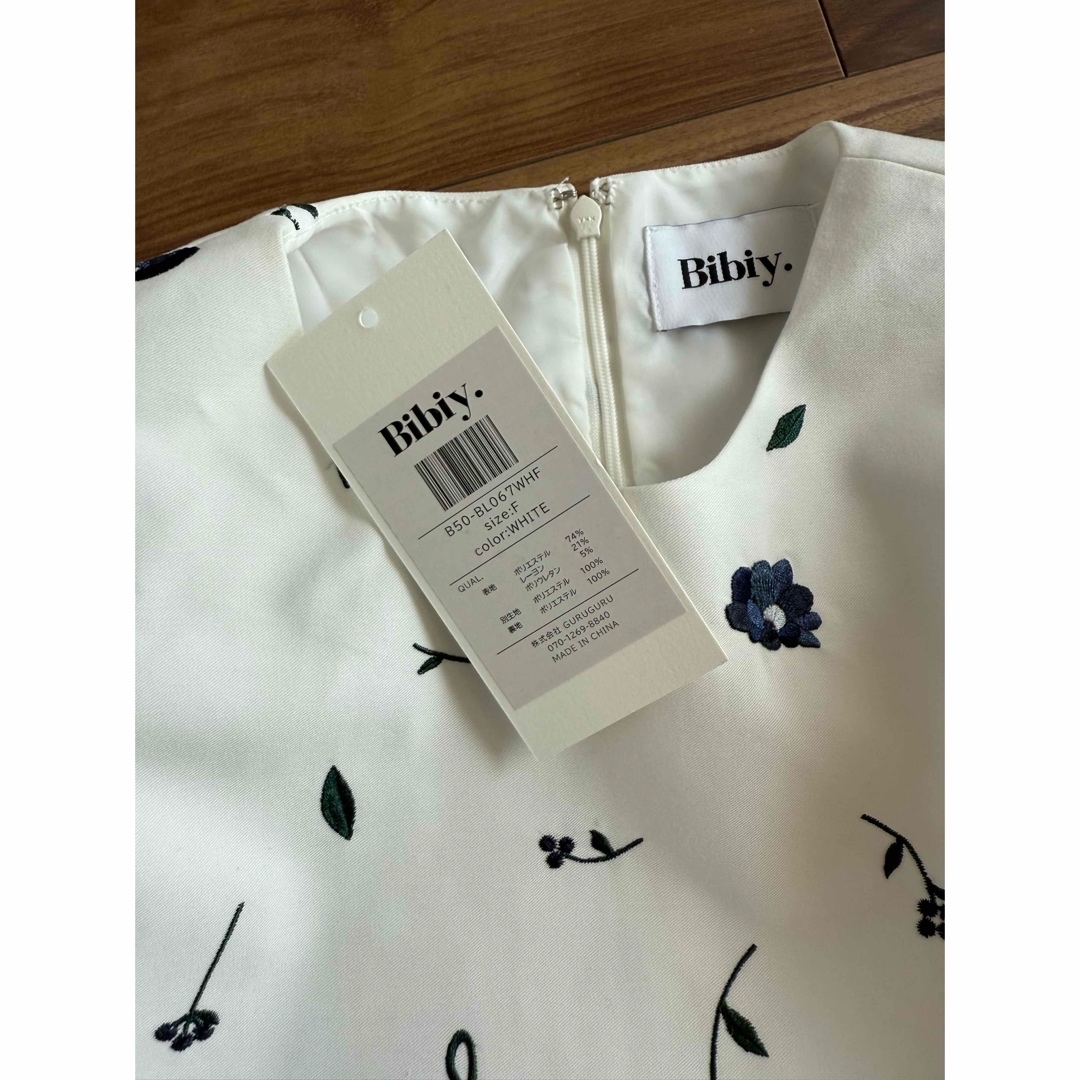 Bibiy.
Bibiy.
B50-BL067WHF
size:F
color:WHITE
QUAL.
表地 ポリエステル 74%
レーヨン 21%
ポリウレタン 5%
別生地 ポリエステル 100%
裏地 ポリエステル 100%
株式会社 GURUGURU
070-1269-8840
MADE IN CHINA